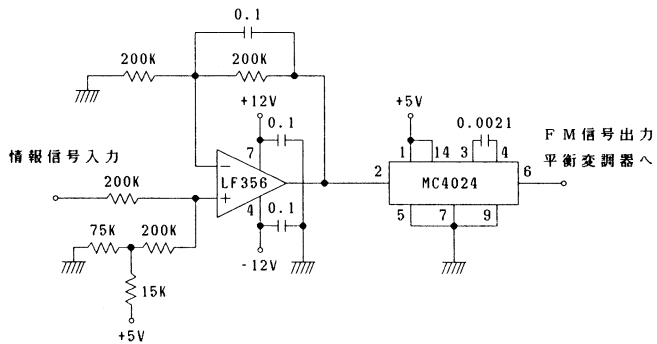 0.1
200K
200K
+12V
0.1
7
+5V
0.0021
FM信号出力
平衡変調器へ
情報信号入力
1
14
3
4
−
LF356
200K
+
2
MC4024
6
4
0.1
5
7
9
75K
200K
-12V
15K
+5V